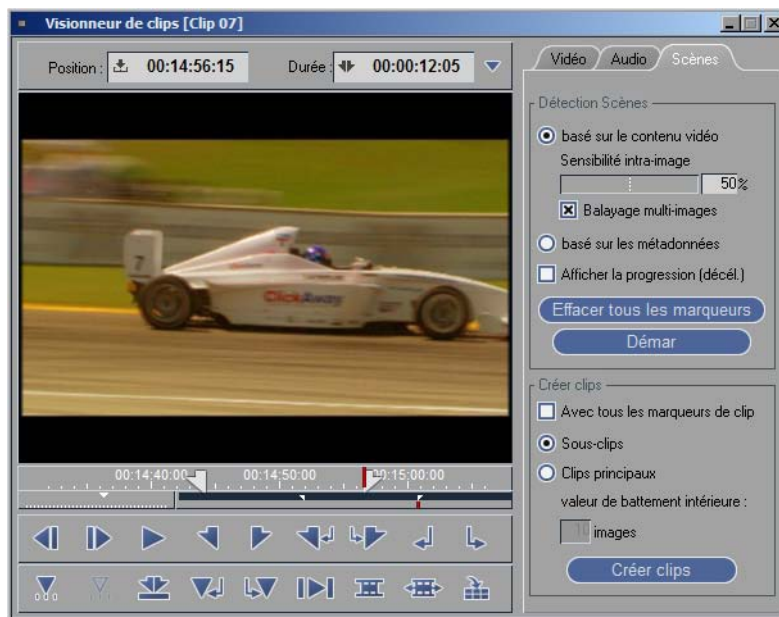 Visionneur de clips [Clip 07]
Position : 00:14:56:15 Durée : 00:00:12:05
Vidéo Audio Scènes
Détection Scènes
basé sur le contenu vidéo
Sensibilité intra-image
50%
Balayage multi-images
basé sur les métadonnées
Afficher la progression (décél.)
Effacer tous les marqueurs
Démar
7
ClickAway
00:14:40:00 00:14:50:00 00:15:00:00
Créer clips
Avec tous les marqueurs de clip
Sous-clips
Clips principaux
valeur de battement intérieure :
10 images
Créer clips